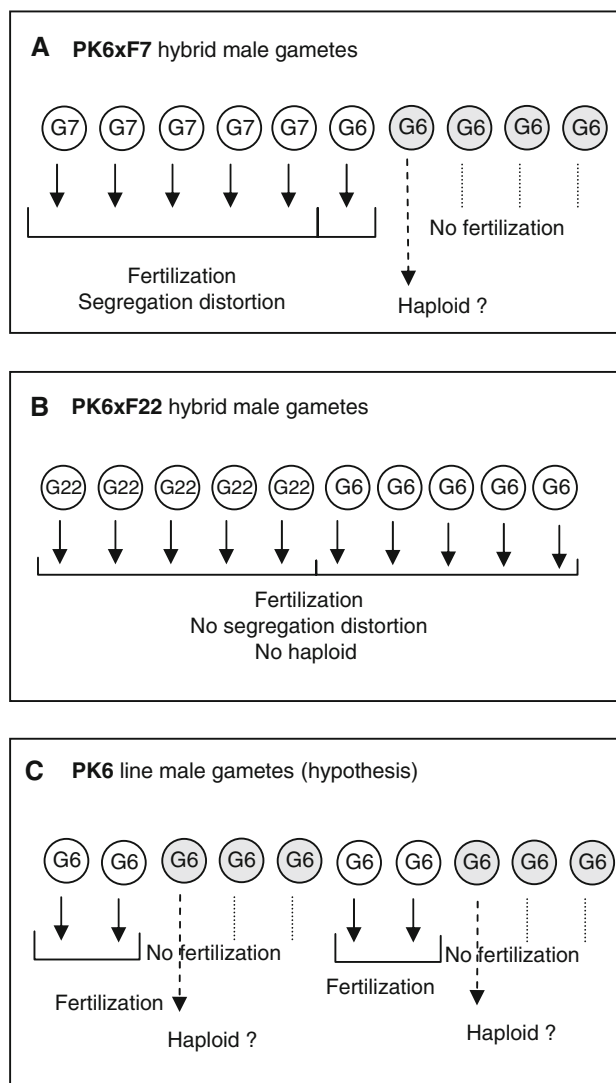 A PK6xF7 hybrid male gametes
G7 G7 G7 G7 G7 G6 G6 G6 G6 G6
No fertilization
Fertilization
Segregation distortion
Haploid ?
B PK6xF22 hybrid male gametes
G22 G22 G22 G22 G22 G6 G6 G6 G6 G6
Fertilization
No segregation distortion
No haploid
C PK6 line male gametes (hypothesis)
G6 G6 G6 G6 G6 G6 G6 G6 G6 G6
No fertilization No fertilization
Fertilization Fertilization
Haploid ? Haploid ?